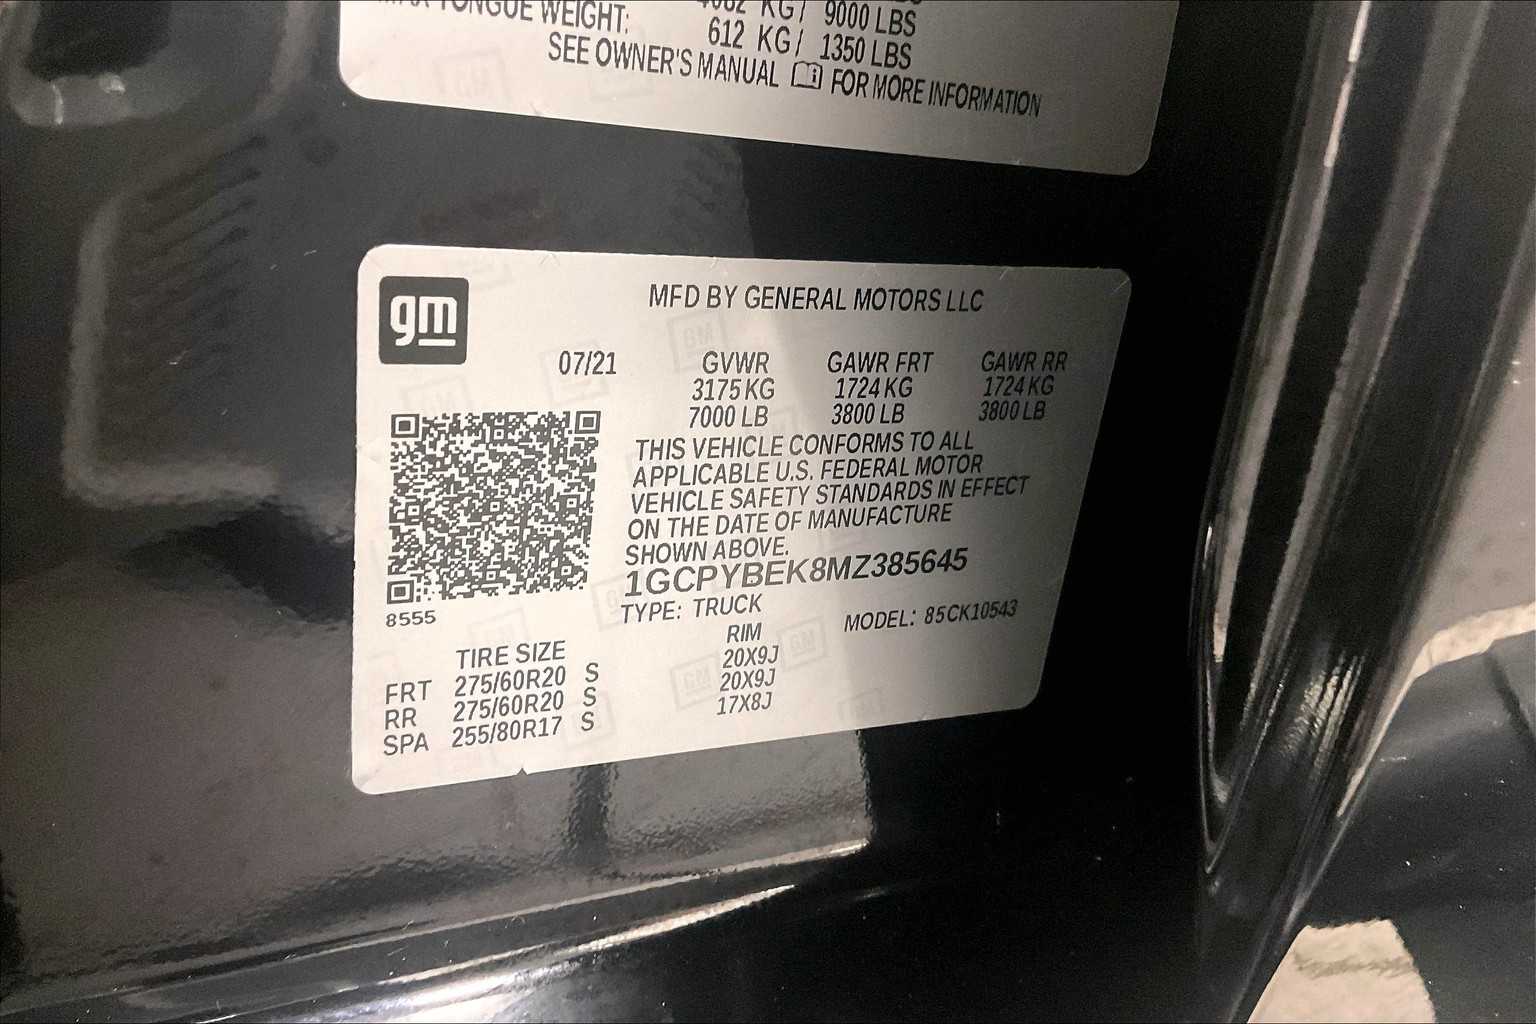 TONGUE WEIGHT: 612 KG/ 1350 LBS
KG/ 9000 LBS
SEE OWNER'S MANUAL FOR MORE INFORMATION
gm
MFD BY GENERAL MOTORS LLC
07/21 GVWR GAWR FRT GAWR RR
3175 KG 1724 KG 1724 KG
7000 LB 3800 LB 3800 LB
THIS VEHICLE CONFORMS TO ALL
APPLICABLE U.S. FEDERAL MOTOR
VEHICLE SAFETY STANDARDS IN EFFECT
ON THE DATE OF MANUFACTURE
SHOWN ABOVE.
1GCPYBEK8MZ385645
8555
TYPE: TRUCK MODEL: 85CK10543
TIRE SIZE RIM
FRT 275/60R20 S 20X9J
RR 275/60R20 S 20X9J
SPA 255/80R17 S 17X8J